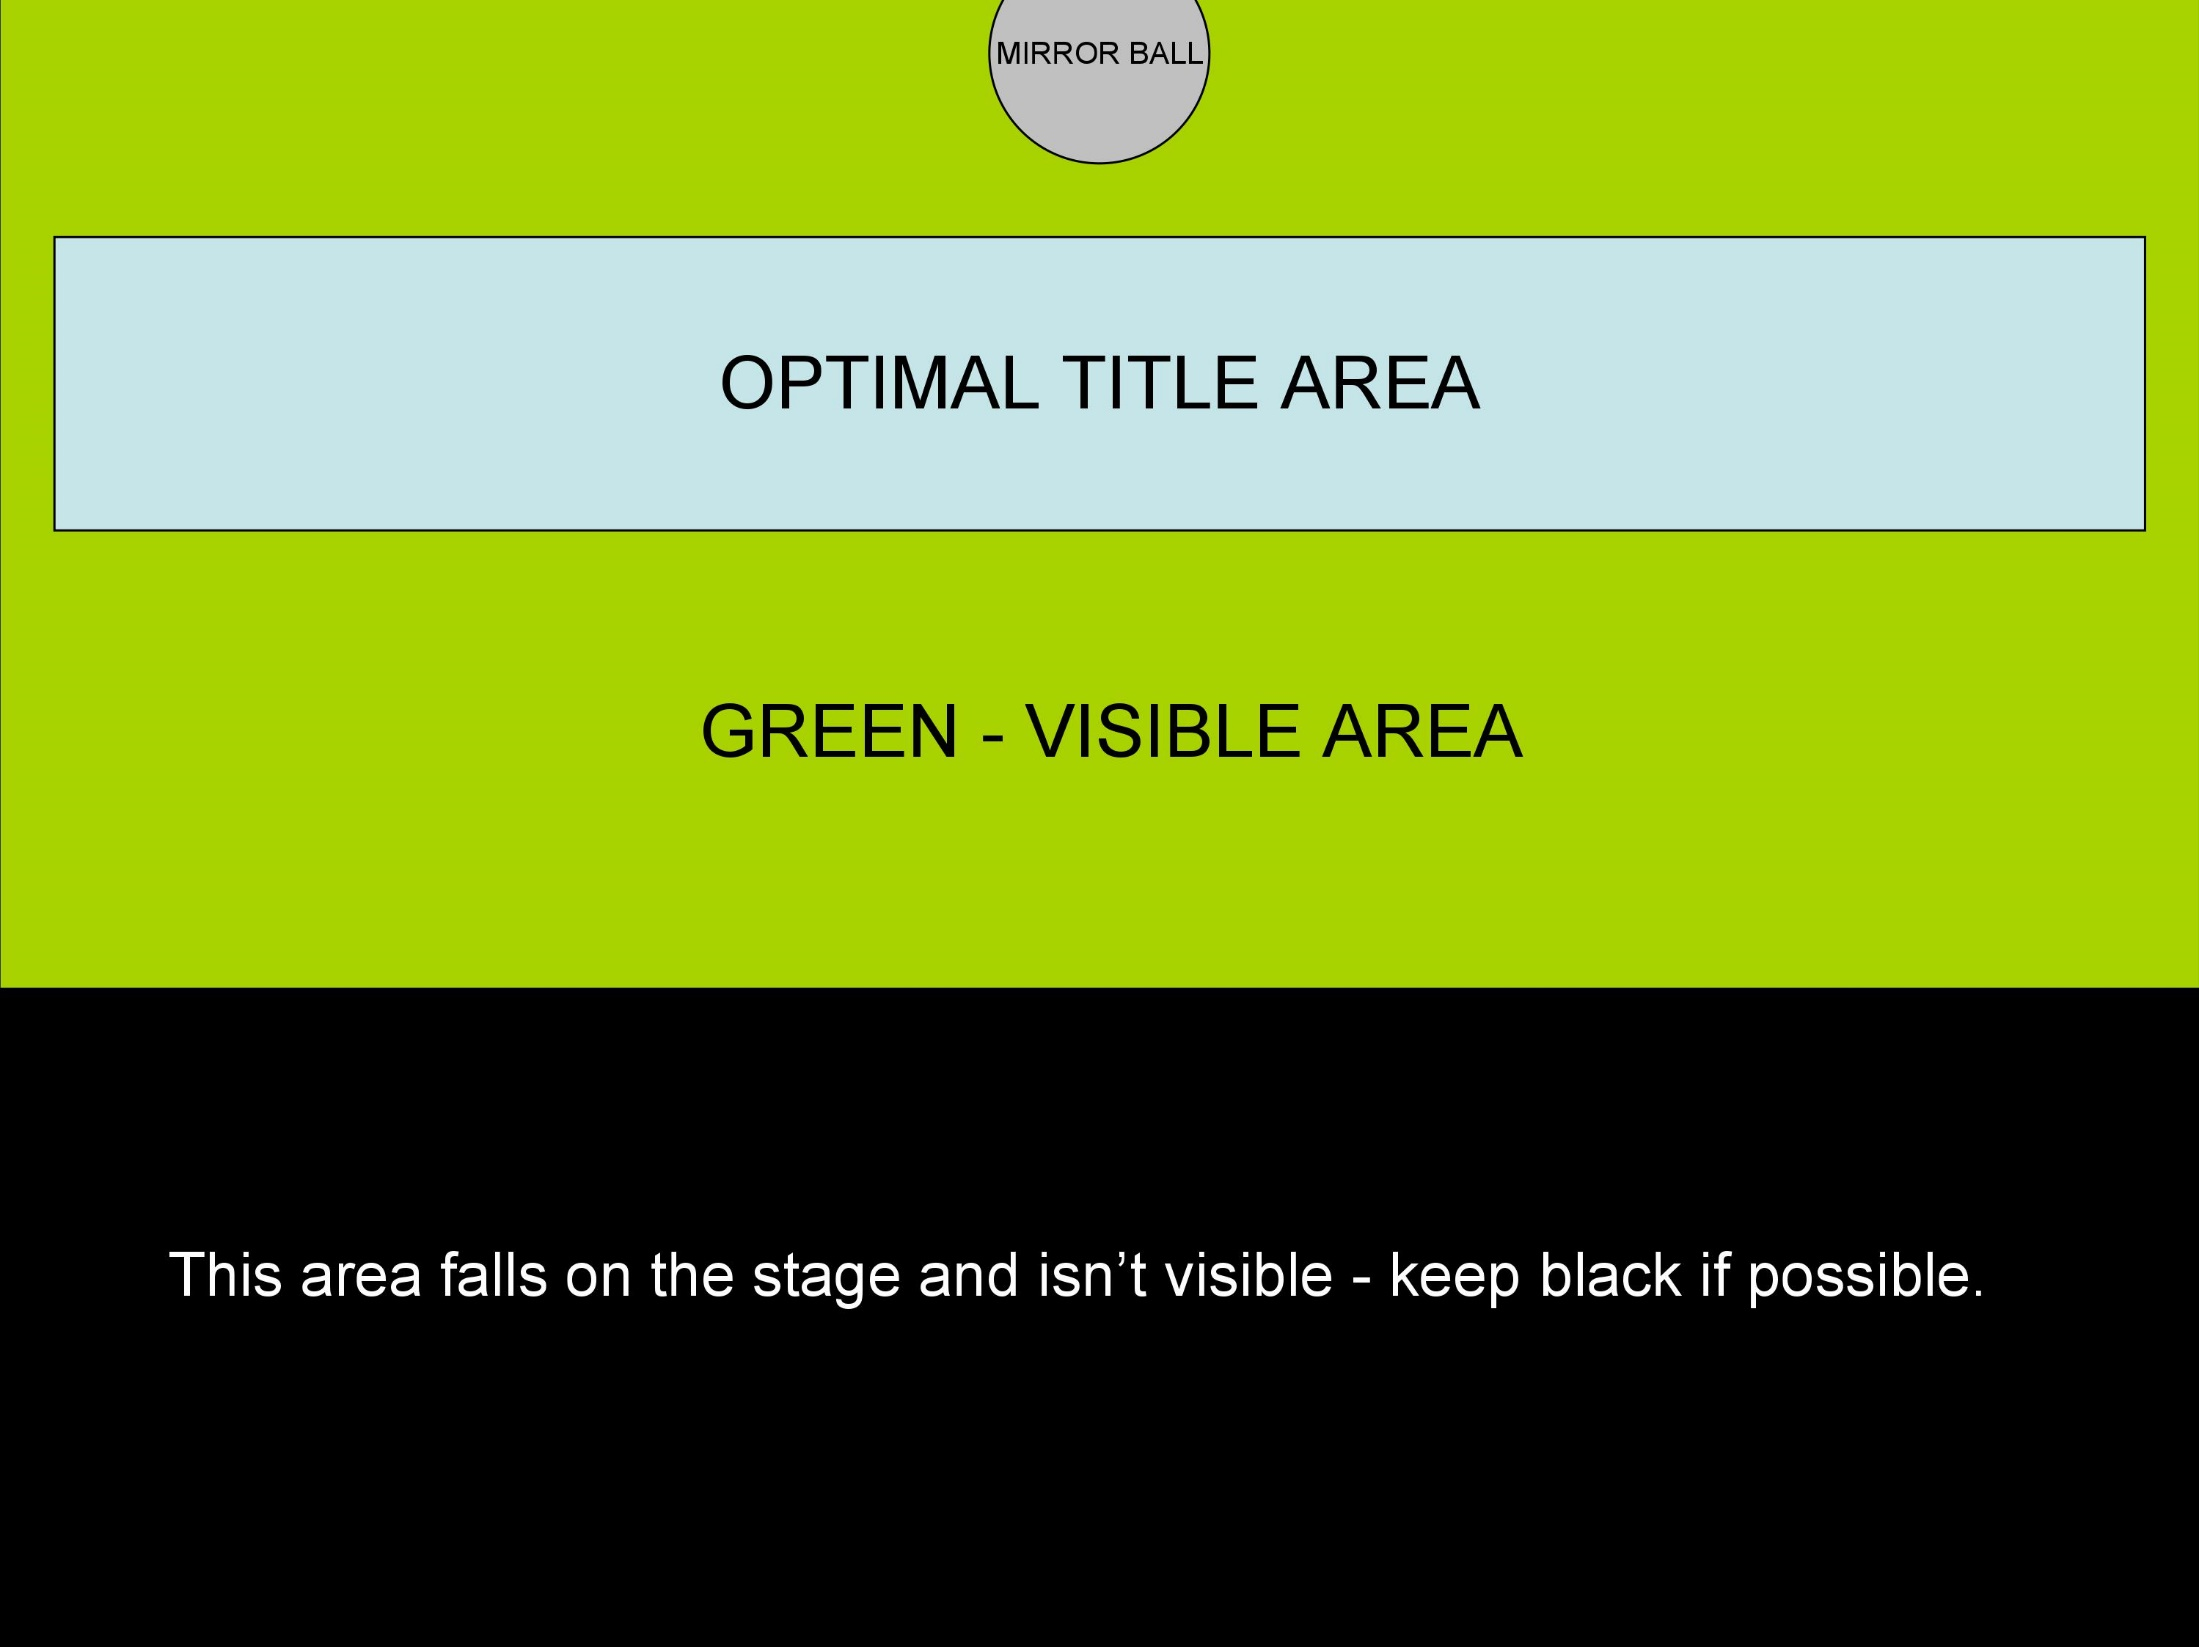 MIRROR BALL
OPTIMAL TITLE AREA
GREEN - VISIBLE AREA
This area falls on the stage and isn’t visible - keep black if possible.